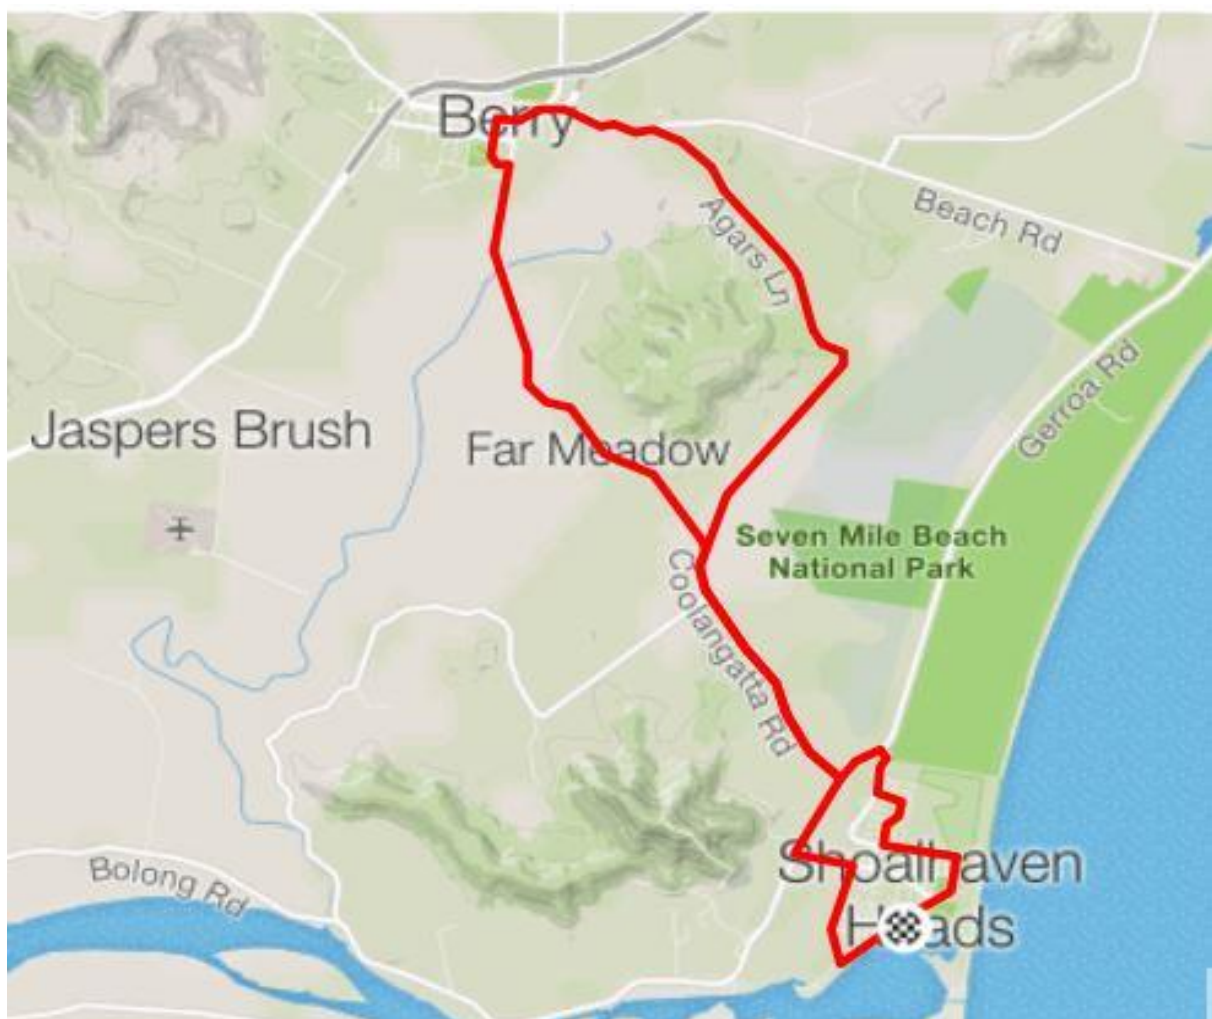 Berry
Agars Ln
Beach Rd
Jaspers Brush
Far Meadow
Gerroa Rd
Seven Mile Beach
National Park
Coolangatta Rd
Shoalhaven
Heads
Bolong Rd